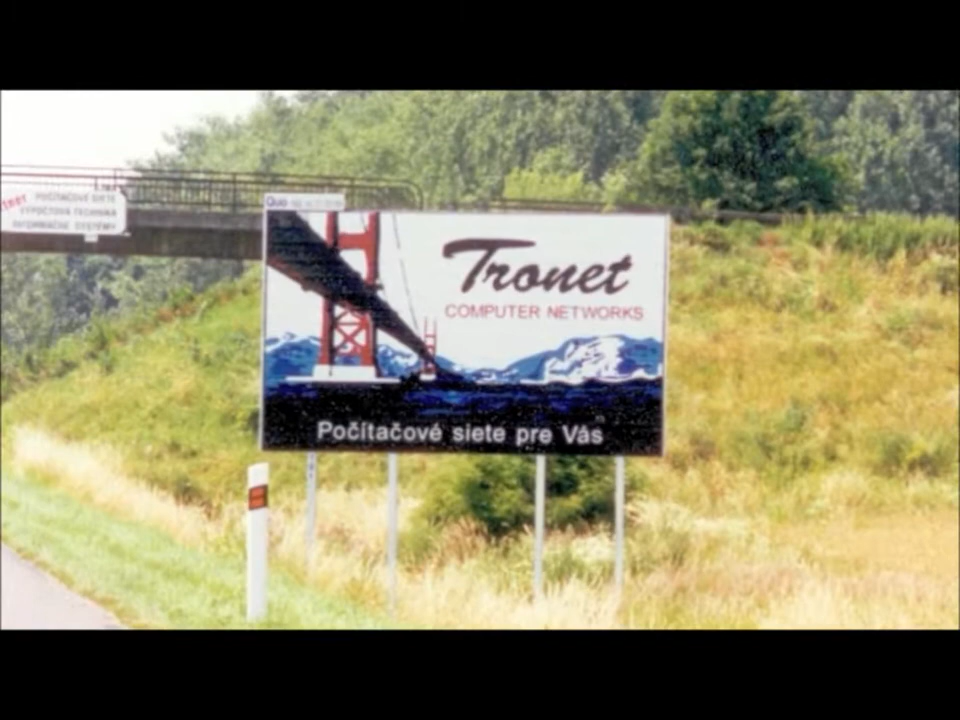 POČÍTAČOVÉ SIETE
VÝPOČTOVÁ TECHNIKA
INFORMAČNÉ SYSTÉMY
Tronet
COMPUTER NETWORKS
Počítačové siete pre Vás